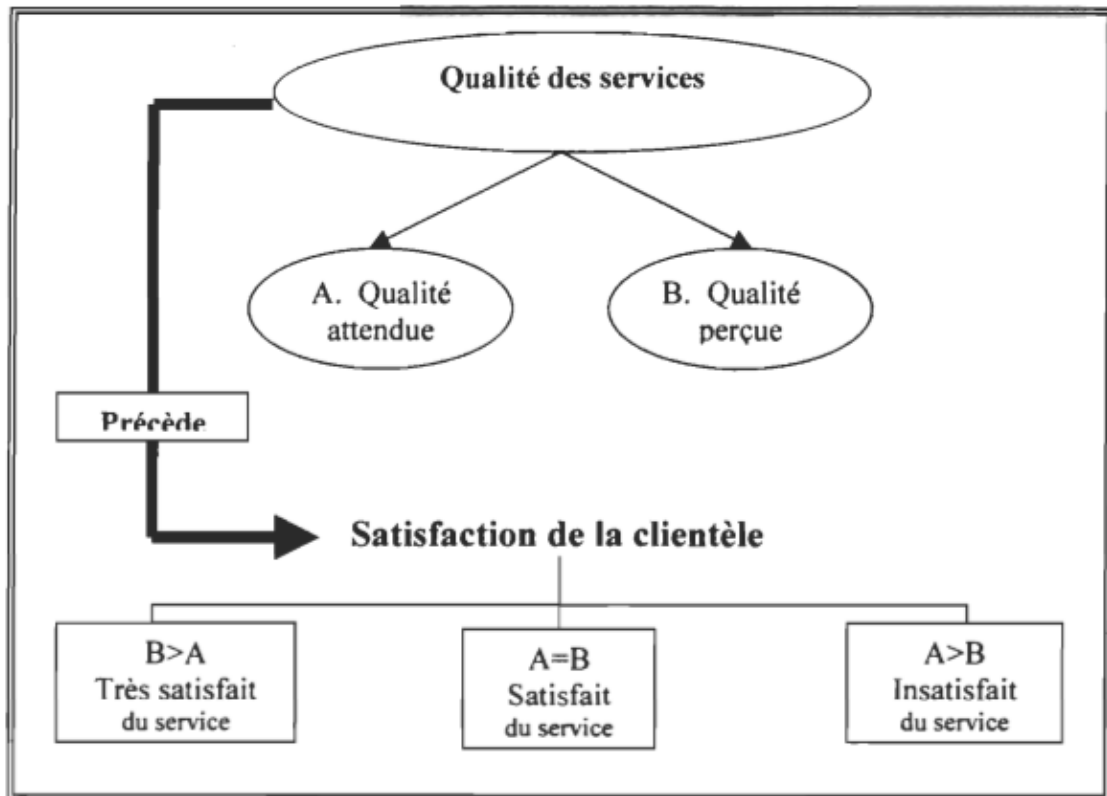 Qualité des services
A. Qualité
attendue
B. Qualité
perçue
Précède
Satisfaction de la clientèle
B>A
Très satisfait
du service
A=B
Satisfait
du service
A>B
Insatisfait
du service